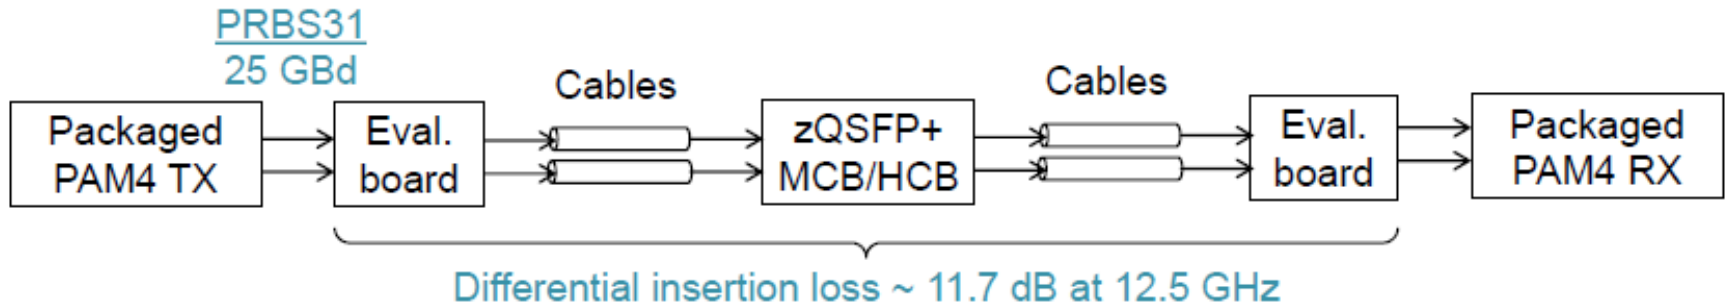 PRBS31
25 GBd
Cables
Cables
Packaged
PAM4 TX
Eval.
board
zQSFP+
MCB/HCB
Eval.
board
Packaged
PAM4 RX
Differential insertion loss ~ 11.7 dB at 12.5 GHz